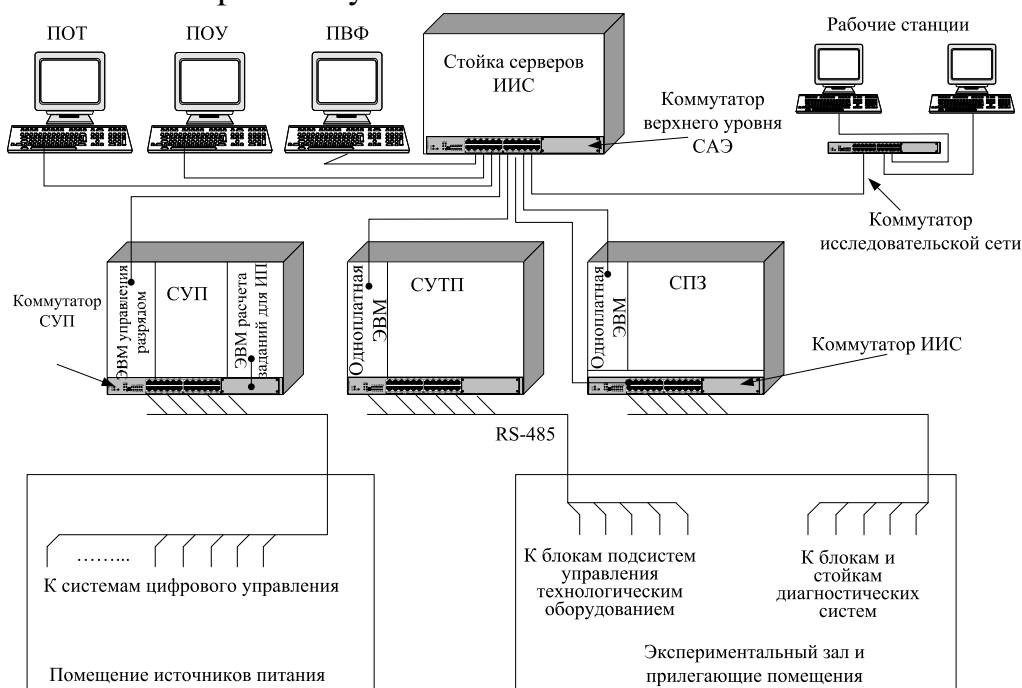 ПОТ
ПОУ
ПВФ
Стойка серверов
ИИС
Рабочие станции
Коммутатор
верхнего уровня
САЭ
Коммутатор
исследовательской сети
Коммутатор
СУП
ЭВМ управления
разрядом
СУП
ЭВМ расчета
заданий для ИП
Одноплатная
ЭВМ
СУТП
Одноплатная
ЭВМ
СПЗ
Коммутатор ИИС
RS-485
.........
К системам цифрового управления
Помещение источников питания
К блокам подсистем
управления
технологическим
оборудованием
К блокам и
стойкам
диагностических
систем
Экспериментальный зал и
прилегающие помещения